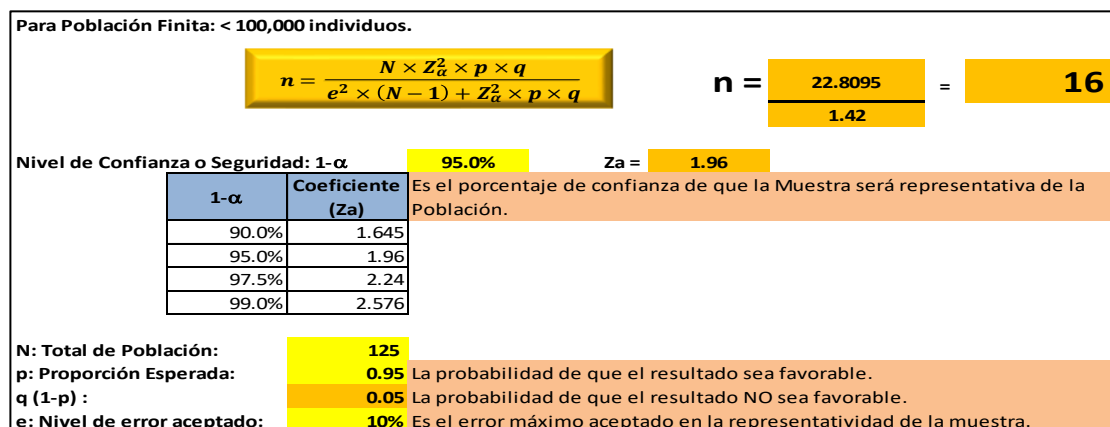 Para Población Finita: < 100,000 individuos.
n = N × Z²α × p × q / e² × (N − 1) + Z²α × p × q
n = 22.8095 / 1.42 = 16
Nivel de Confianza o Seguridad: 1-α 95.0% Za = 1.96
1-α Coeficiente (Za)
Es el porcentaje de confianza de que la Muestra será representativa de la
Población.
90.0% 1.645
95.0% 1.96
97.5% 2.24
99.0% 2.576
N: Total de Población: 125
p: Proporción Esperada: 0.95 La probabilidad de que el resultado sea favorable.
q (1-p) : 0.05 La probabilidad de que el resultado NO sea favorable.
e: Nivel de error aceptado: 10% Es el error máximo aceptado en la representatividad de la muestra.